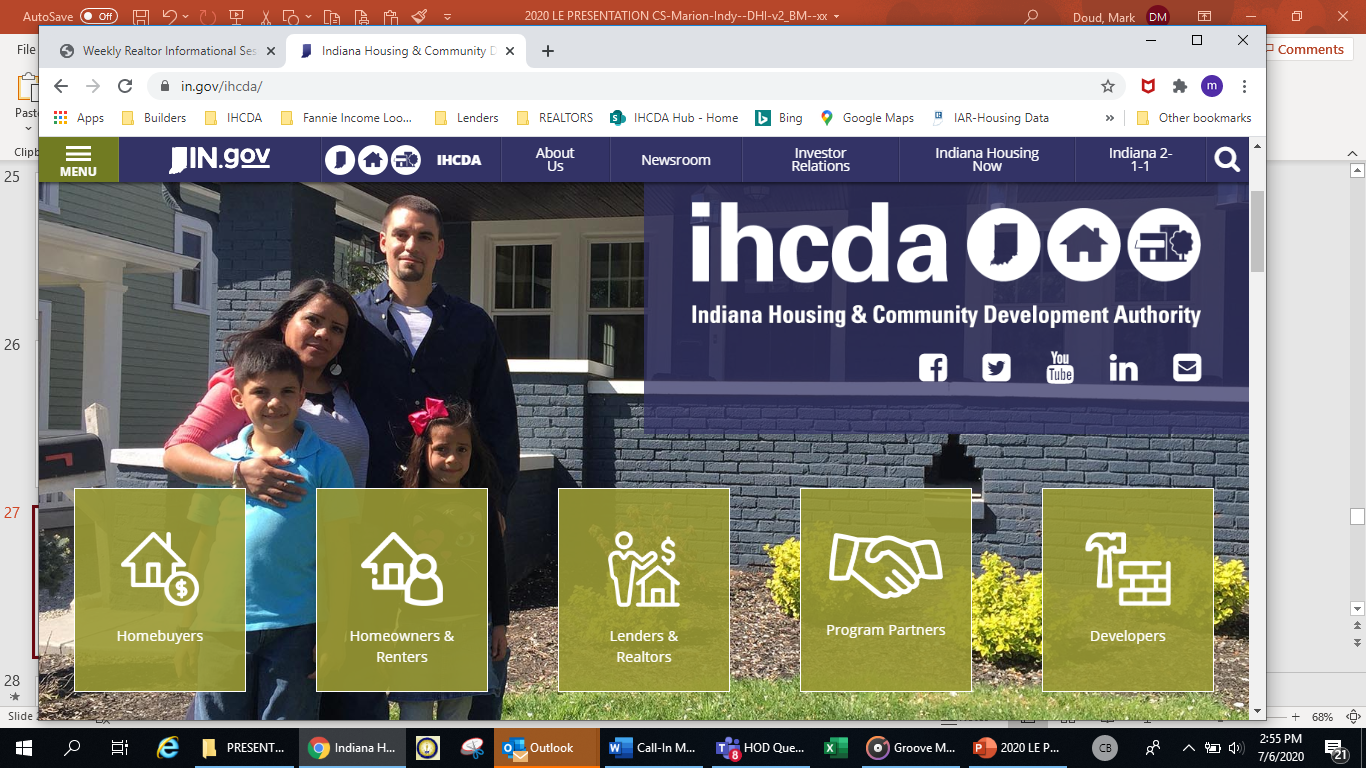 AutoSave Off
2020 LE PRESENTATION CS-Marion-Indy--DHI-v2_BM--xx
Doud, Mark DM
File
Comments
Weekly Realtor Informational Ses
Indiana Housing & Community D
in.gov/ihcda/
m
Apps Builders IHCDA Fannie Income Loo... Lenders REALTORS IHCDA Hub - Home Bing Google Maps IAR-Housing Data » Other bookmarks
Paste
Clipb
MENU
IN.gov
IHCDA
About Us
Newsroom
Investor Relations
Indiana Housing Now
Indiana 2-1-1
25
26
27
28
ihcda
Indiana Housing & Community Development Authority
You Tube
in
Homebuyers
Homeowners & Renters
Lenders & Realtors
Program Partners
Developers
Slide 2
68%
PRESENT...
Indiana H...
Outlook
Call-In M...
HOD Que...
8
Groove M...
2020 LE P...
CB
2:55 PM
7/6/2020
21